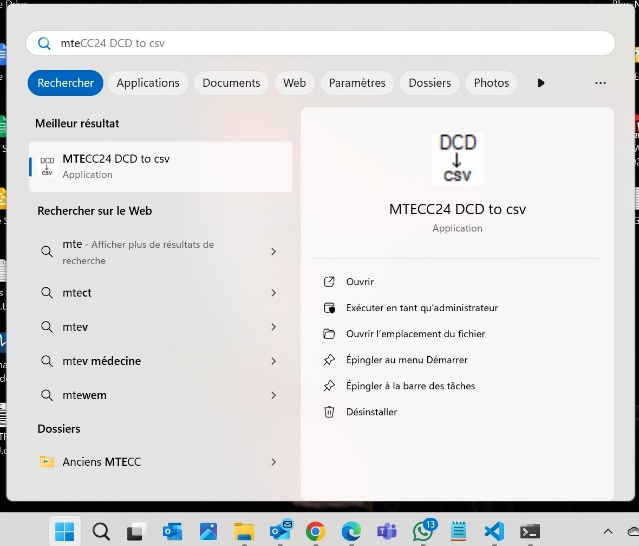 mteCC24 DCD to csv
Rechercher Applications Documents Web Paramètres Dossiers Photos
Meilleur résultat
DCD
↓
csv
MTECC24 DCD to csv
Application
Rechercher sur le Web
mte - Afficher plus de résultats de
recherche
mtect
mtev
mtev médecine
mtewem
Dossiers
Anciens MTECC
DCD
↓
csv
MTECC24 DCD to csv
Application
Ouvrir
Exécuter en tant qu'administrateur
Ouvrir l'emplacement du fichier
Épingler au menu Démarrer
Épingler à la barre des tâches
Désinstaller
13